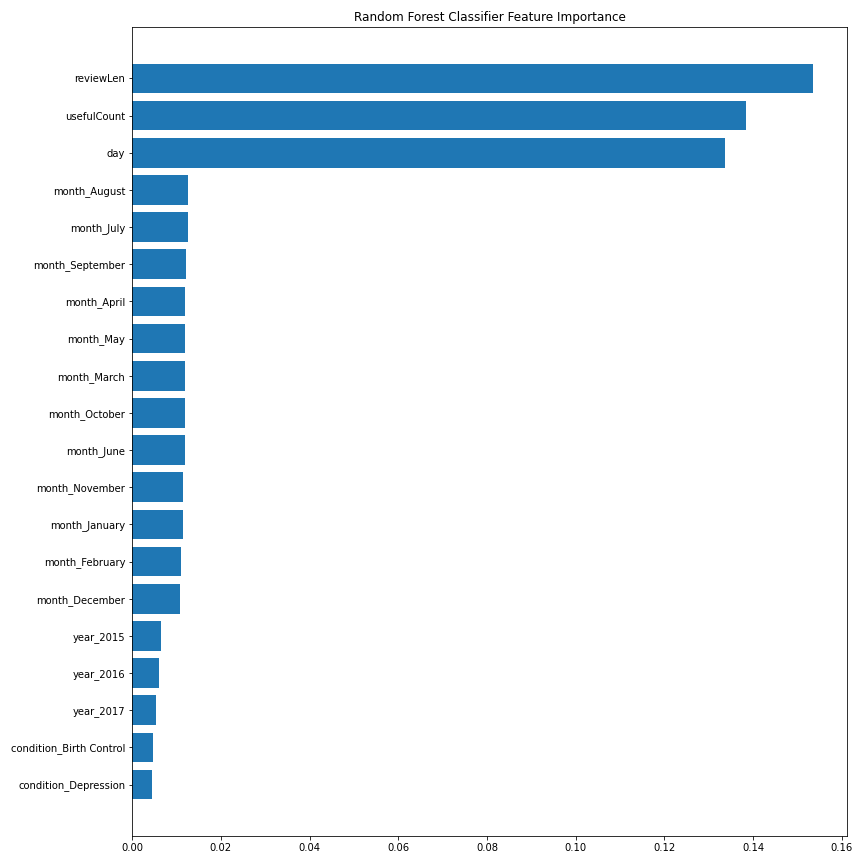 Random Forest Classifier Feature Importance
reviewLen
usefulCount
day
month_August
month_July
month_September
month_April
month_May
month_March
month_October
month_June
month_November
month_January
month_February
month_December
year_2015
year_2016
year_2017
condition_Birth Control
condition_Depression
0.00 0.02 0.04 0.06 0.08 0.10 0.12 0.14 0.16